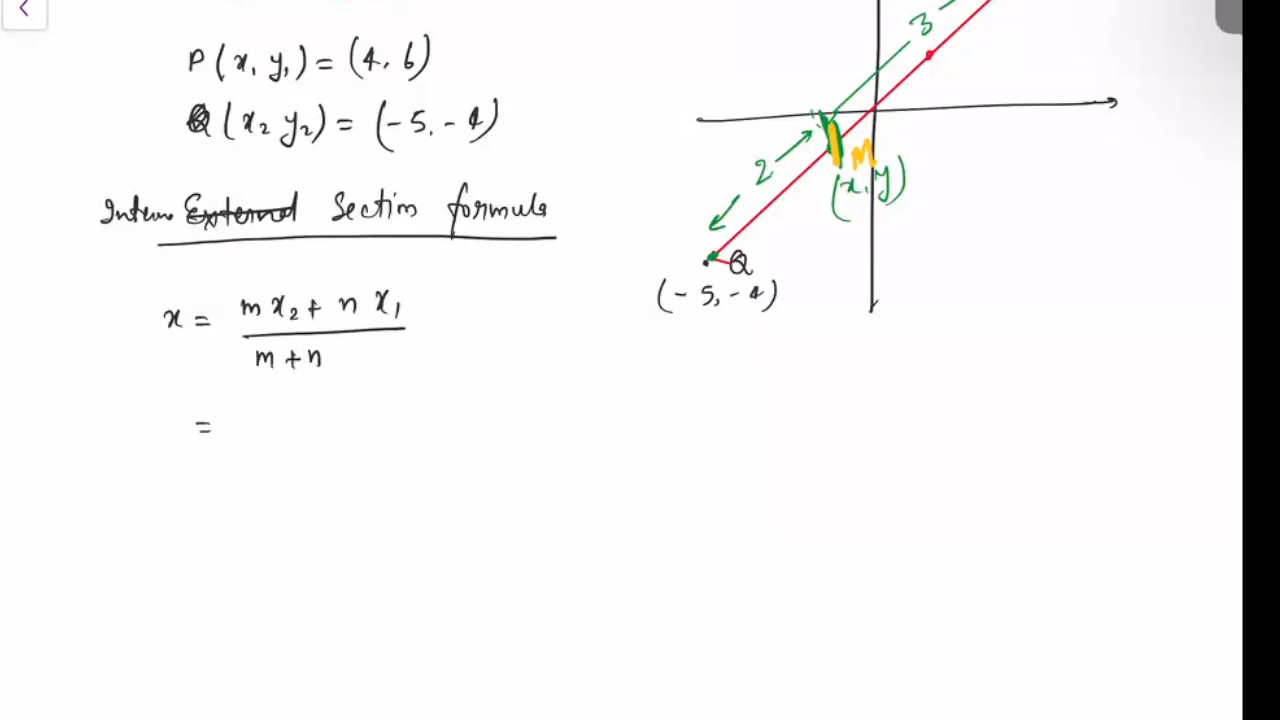 P(x₁ y₁) = (4, 6)
Q(x₂ y₂) = (-5, -4)
Intern External Section formula
x = m x₂ + n x₁
m + n
=
3
2
M
(x, y)
Q
(-5, -4)